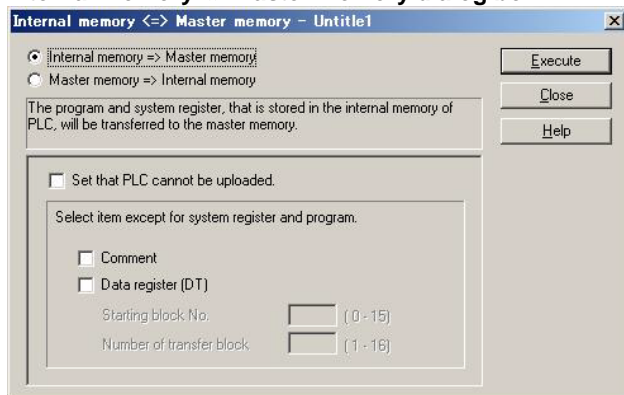 Internal memory <=> Master memory - Untitle1
Internal memory => Master memory
Master memory => Internal memory
Execute
Close
Help
The program and system register, that is stored in the internal memory of
PLC, will be transferred to the master memory.
Set that PLC cannot be uploaded.
Select item except for system register and program.
Comment
Data register (DT)
Starting block No. ( 0 - 15)
Number of transfer block ( 1 - 16)